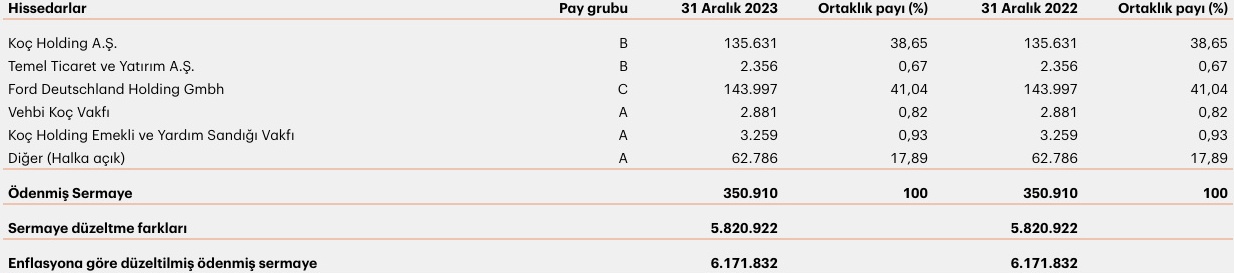 Hissedarlar Pay grubu 31 Aralık 2023 Ortaklık payı (%) 31 Aralık 2022 Ortaklık payı (%)
Koç Holding A.Ş. B 135.631 38,65 135.631 38,65
Temel Ticaret ve Yatırım A.Ş. B 2.356 0,67 2.356 0,67
Ford Deutschland Holding Gmbh C 143.997 41,04 143.997 41,04
Vehbi Koç Vakfı A 2.881 0,82 2.881 0,82
Koç Holding Emekli ve Yardım Sandığı Vakfı A 3.259 0,93 3.259 0,93
Diğer (Halka açık) A 62.786 17,89 62.786 17,89
Ödenmiş Sermaye 350.910 100 350.910 100
Sermaye düzeltme farkları 5.820.922 5.820.922
Enflasyona göre düzeltilmiş ödenmiş sermaye 6.171.832 6.171.832